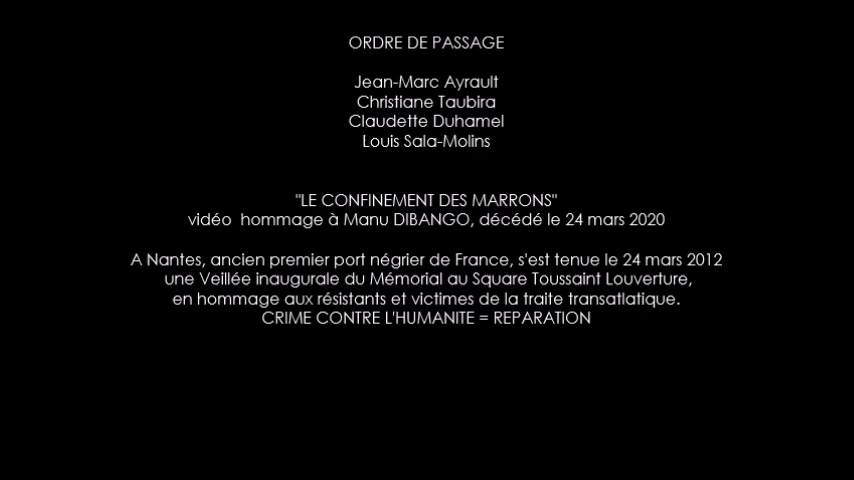 ORDRE DE PASSAGE
Jean-Marc Ayrault
Christiane Taubira
Claudette Duhamel
Louis Sala-Molins
"LE CONFINEMENT DES MARRONS"
vidéo hommage à Manu DIBANGO, décédé le 24 mars 2020
A Nantes, ancien premier port négrier de France, s'est tenue le 24 mars 2012
une Veillée inaugurale du Mémorial au Square Toussaint Louverture,
en hommage aux résistants et victimes de la traite transatlatique.
CRIME CONTRE L'HUMANITE = REPARATION